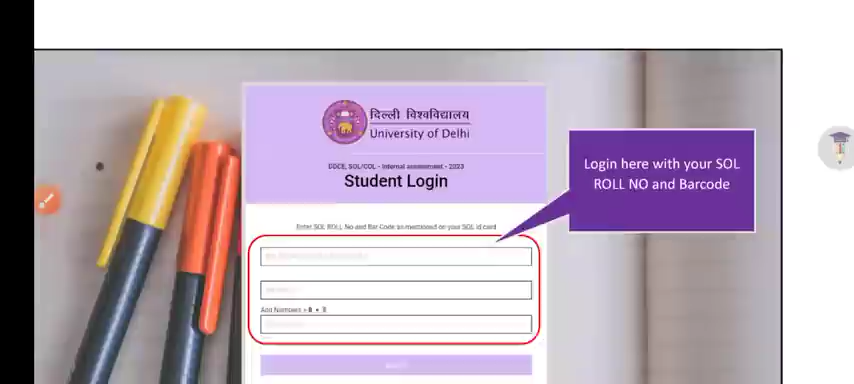 दिल्ली विश्वविद्यालय
University of Delhi
DDCE, SOL/COL - Internal assessment - 2023
Student Login
Login here with your SOL
ROLL NO and Barcode
Enter SOL ROLL No and Bar Code as mentioned on your SOL id card
Add Numbers =